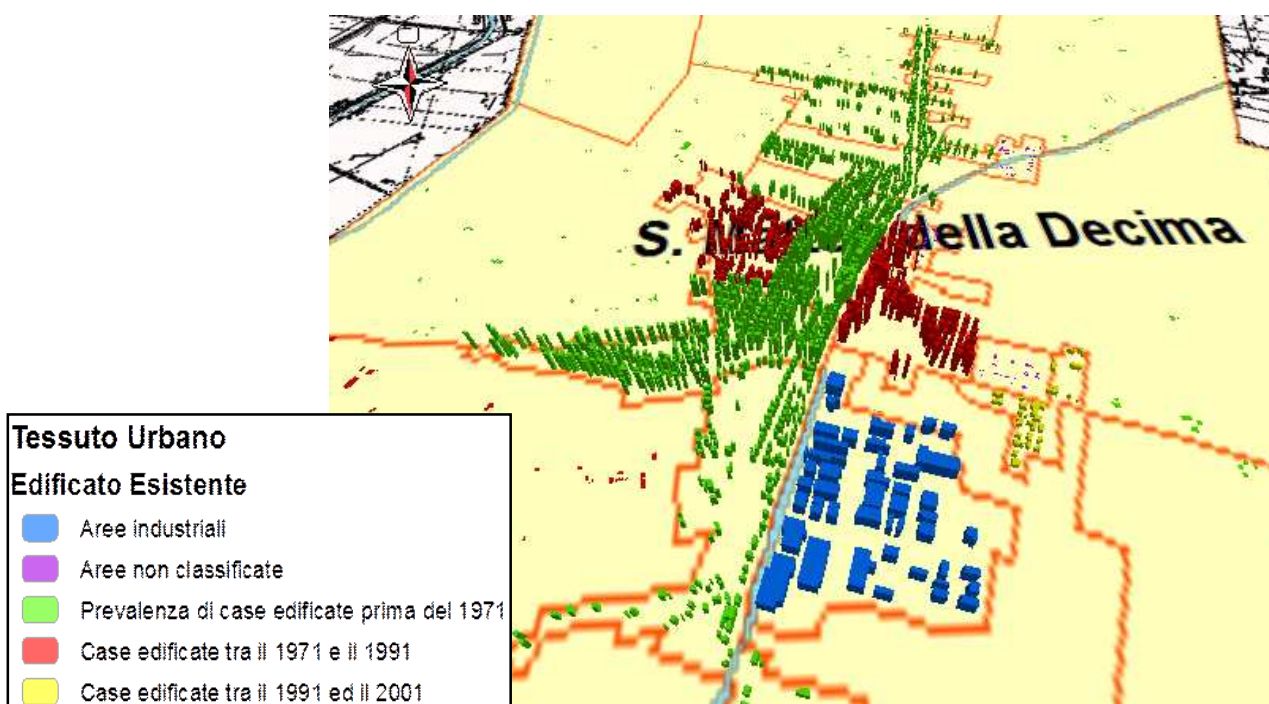 S. Ma della Decima
Tessuto Urbano
Edificato Esistente
Aree industriali
Aree non classificate
Prevalenza di case edificate prima del 1971
Case edificate tra il 1971 e il 1991
Case edificate tra il 1991 ed il 2001